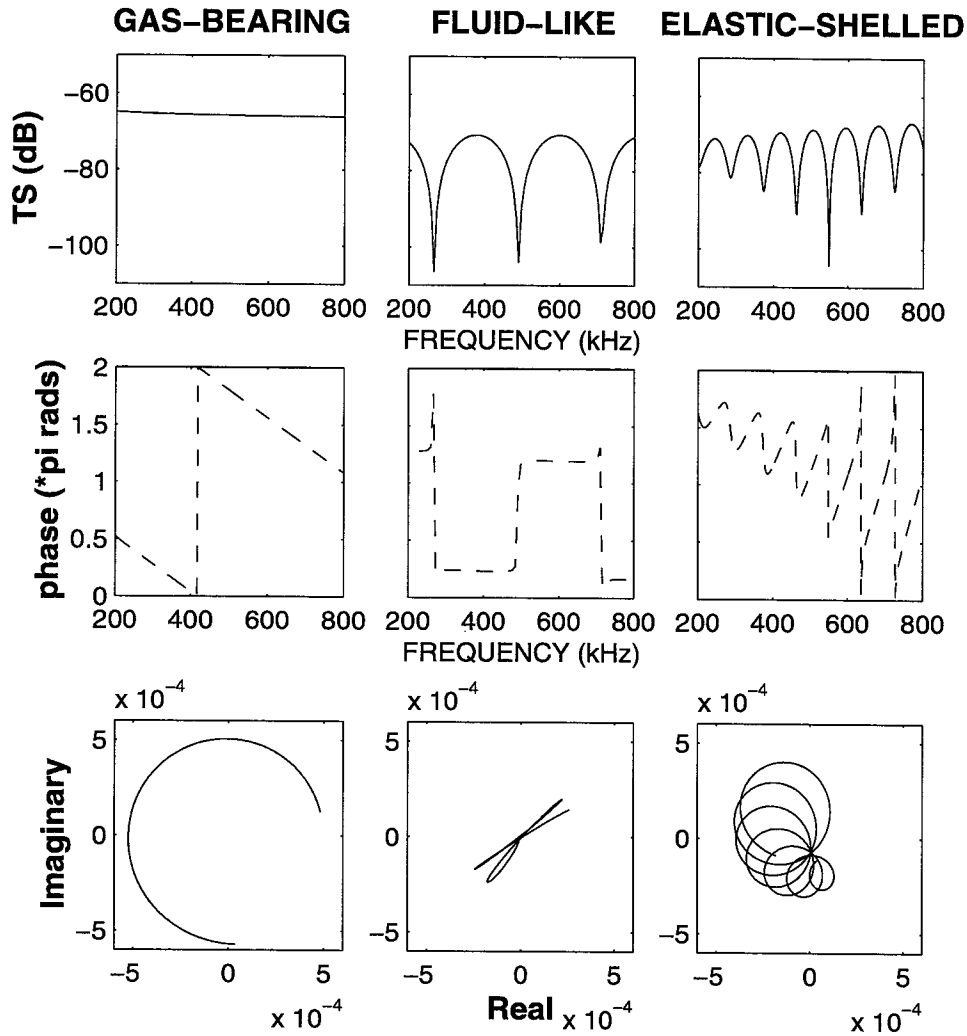 GAS−BEARING FLUID−LIKE ELASTIC−SHELLED
TS (dB)
−60
−80
−100
200 400 600 800 200 400 600 800 200 400 600 800
FREQUENCY (kHz)
phase (*pi rads)
2
1.5
1
0.5
0
200 400 600 800 200 400 600 800 200 400 600 800
FREQUENCY (kHz)
x 10⁻⁴ x 10⁻⁴ x 10⁻⁴
Imaginary
5 5 5
0 0 0
−5 −5 −5
−5 0 5 −5 0 5 −5 0 5
x 10⁻⁴ Real x 10⁻⁴ x 10⁻⁴